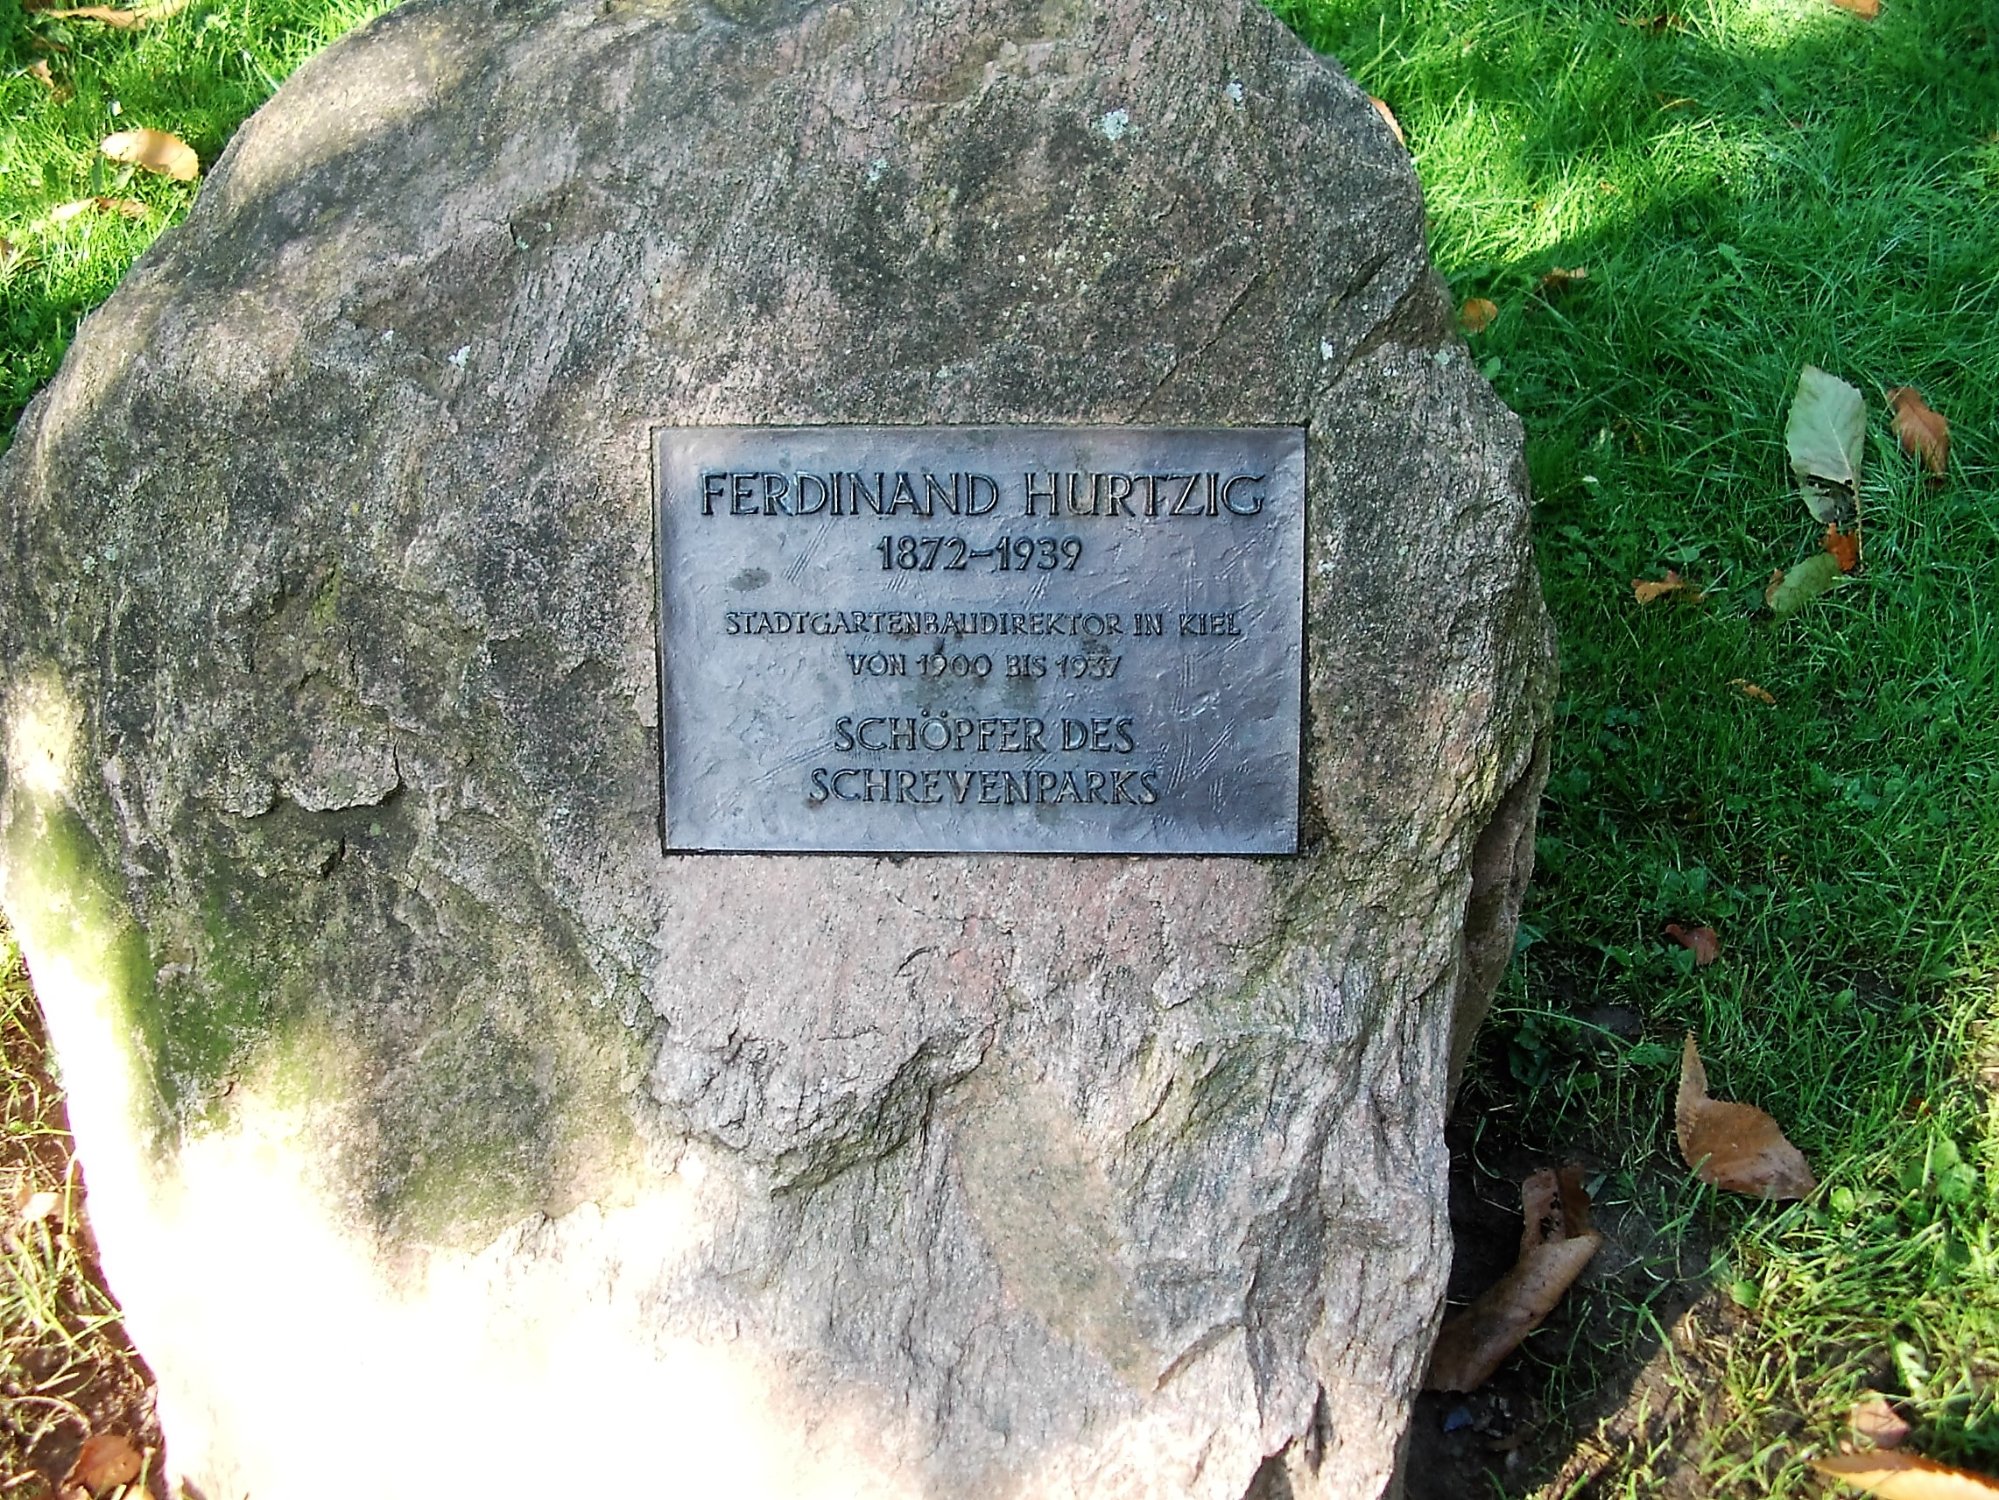 FERDINAND HURTZIG
1872–1939
STADTGARTENBAUDIREKTOR IN KIEL
VON 1900 BIS 1937
SCHÖPFER DES
SCHREVENPARKS